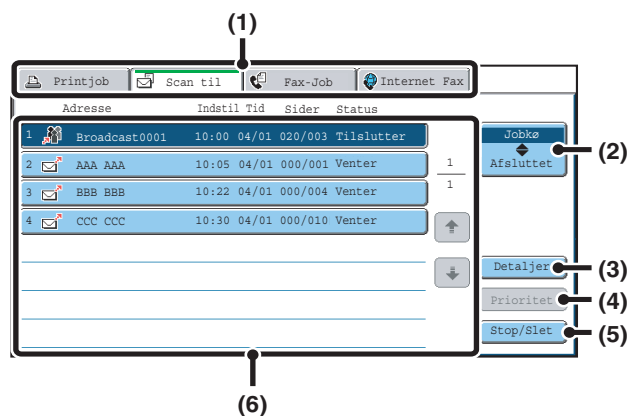 (1)
Printjob Scan til Fax-Job Internet Fax
Adresse Indstil Tid Sider Status
1 Broadcast0001 10:00 04/01 020/003 Tilslutter
2 AAA AAA 10:05 04/01 000/001 Venter
3 BBB BBB 10:22 04/01 000/004 Venter
4 CCC CCC 10:30 04/01 000/010 Venter
1
1
Jobkø
Afsluttet
(2)
Detaljer
(3)
Prioritet
(4)
Stop/Slet
(5)
(6)